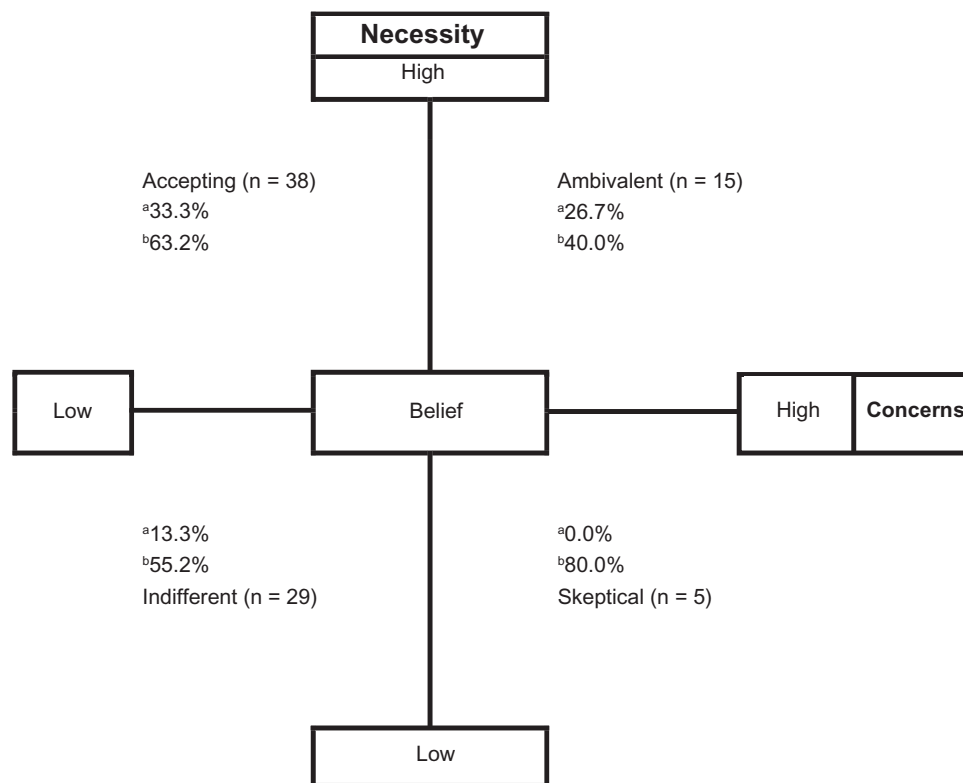 Necessity
High
Accepting (n = 38)
ᵃ33.3%
ᵇ63.2%
Ambivalent (n = 15)
ᵃ26.7%
ᵇ40.0%
Low
Belief
High
Concerns
ᵃ13.3%
ᵇ55.2%
Indifferent (n = 29)
ᵃ0.0%
ᵇ80.0%
Skeptical (n = 5)
Low